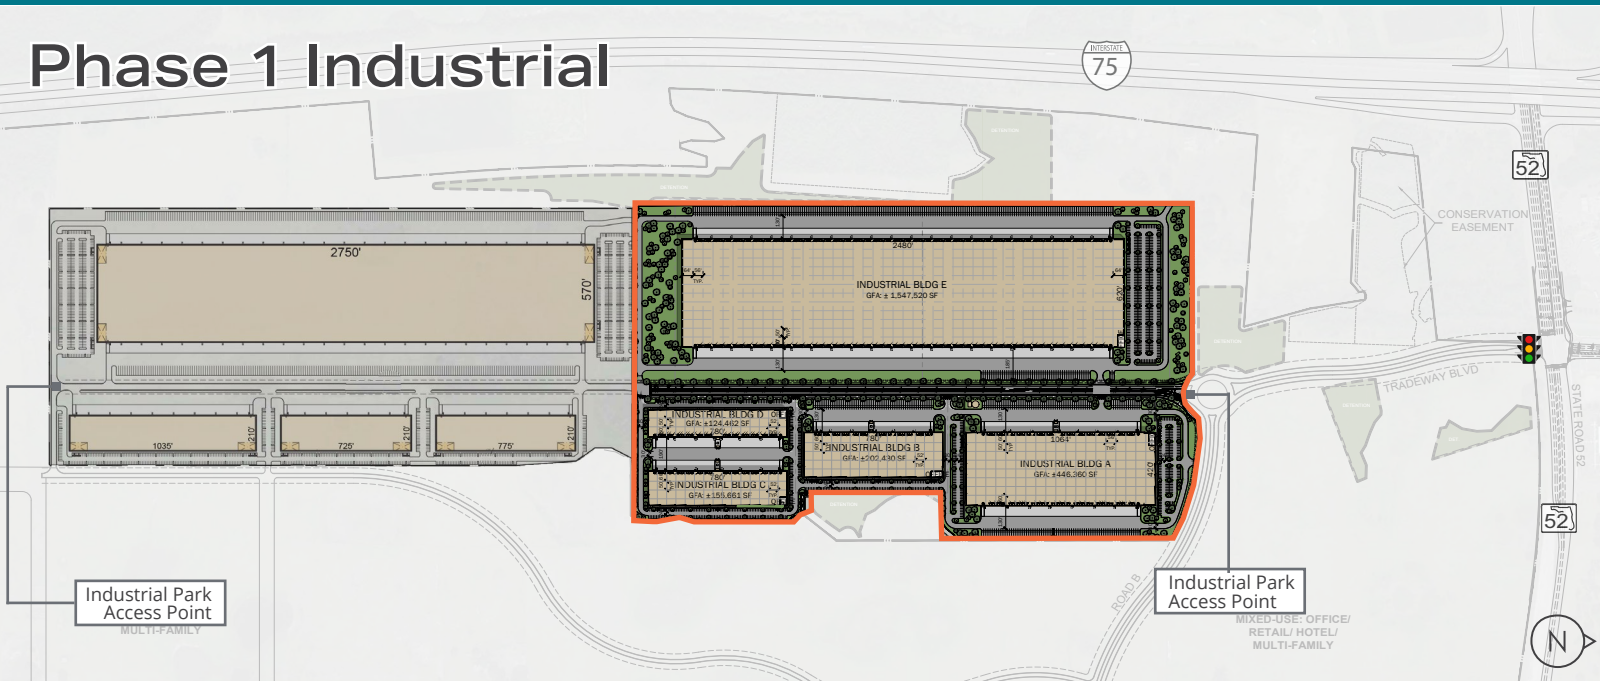 Phase 1 Industrial
INTERSTATE
75
52
CONSERVATION
EASEMENT
2750'
570'
2480'
INDUSTRIAL BLDG E
GFA: ± 1,547,520 SF
620'
TRADEWAY BLVD
STATE ROAD 52
INDUSTRIAL BLDG D
GFA: ±124,462 SF
780'
780'
INDUSTRIAL BLDG B
GFA: ±202,430 SF
1064'
INDUSTRIAL BLDG A
GFA: ±446,360 SF
420'
780'
INDUSTRIAL BLDG C
GFA: ±155,661 SF
1035'
210'
725'
210'
775'
210'
52
ROAD B
Industrial Park
Access Point
MULTI-FAMILY
Industrial Park
Access Point
MIXED-USE: OFFICE/
RETAIL/ HOTEL/
MULTI-FAMILY
N